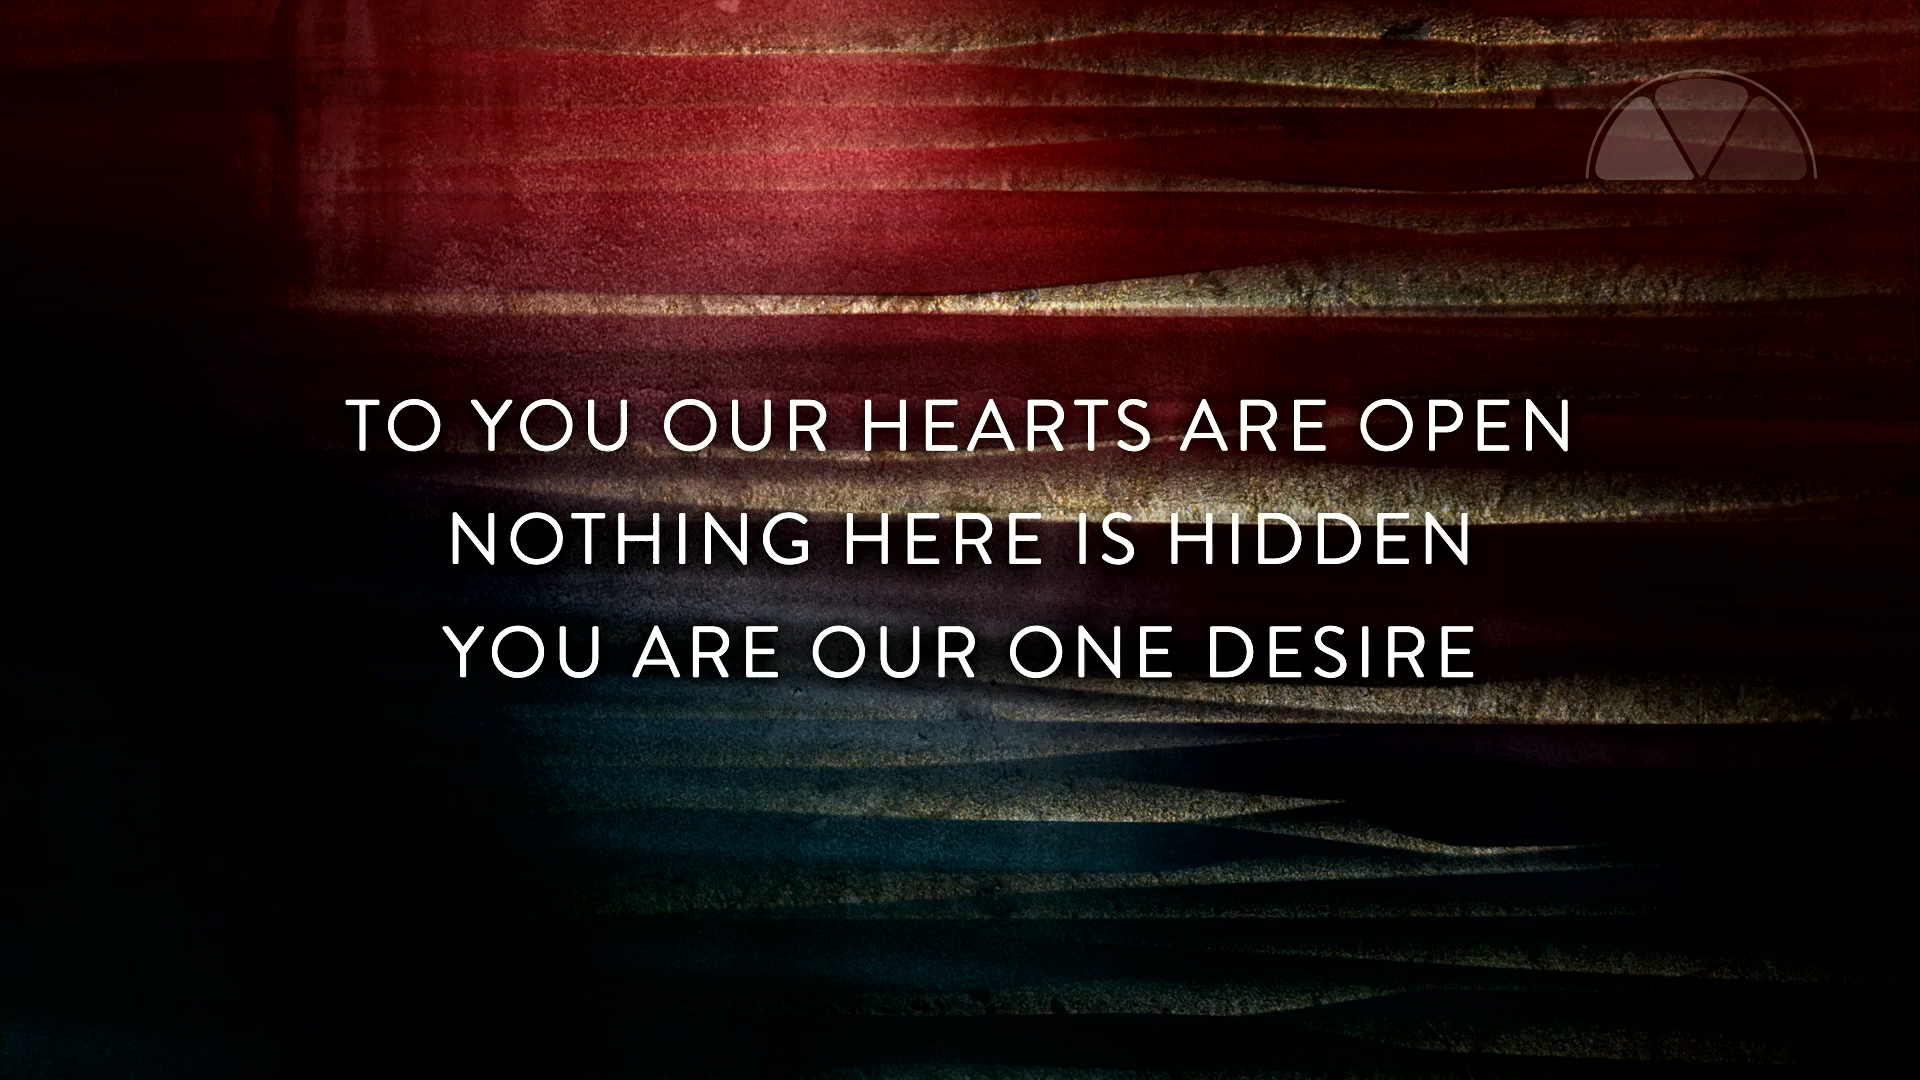 TO YOU OUR HEARTS ARE OPEN
NOTHING HERE IS HIDDEN
YOU ARE OUR ONE DESIRE